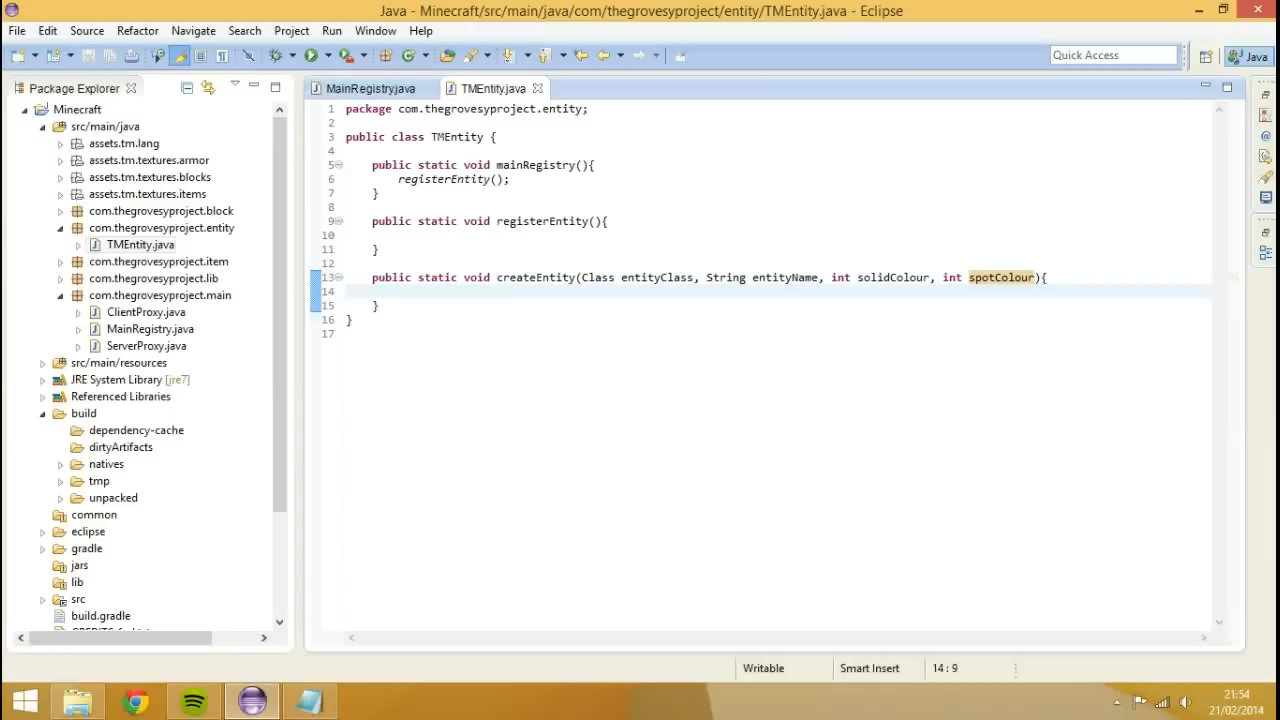 Java - Minecraft/src/main/java/com/thegrovesyproject/entity/TMEntity.java - Eclipse
File Edit Source Refactor Navigate Search Project Run Window Help
Quick Access
Java
Package Explorer
MainRegistry.java
TMEntity.java
Minecraft
src/main/java
assets.tm.lang
assets.tm.textures.armor
assets.tm.textures.blocks
assets.tm.textures.items
com.thegrovesyproject.block
com.thegrovesyproject.entity
TMEntity.java
com.thegrovesyproject.item
com.thegrovesyproject.lib
com.thegrovesyproject.main
ClientProxy.java
MainRegistry.java
ServerProxy.java
src/main/resources
JRE System Library [jre7]
Referenced Libraries
build
dependency-cache
dirtyArtifacts
natives
tmp
unpacked
common
eclipse
gradle
jars
lib
src
build.gradle
1 package com.thegrovesyproject.entity;
2
3 public class TMEntity {
4
5 public static void mainRegistry(){
6 registerEntity();
7 }
8
9 public static void registerEntity(){
10
11 }
12
13 public static void createEntity(Class entityClass, String entityName, int solidColour, int spotColour){
14
15 }
16 }
17
Writable Smart Insert 14 : 9
21:54
21/02/2014